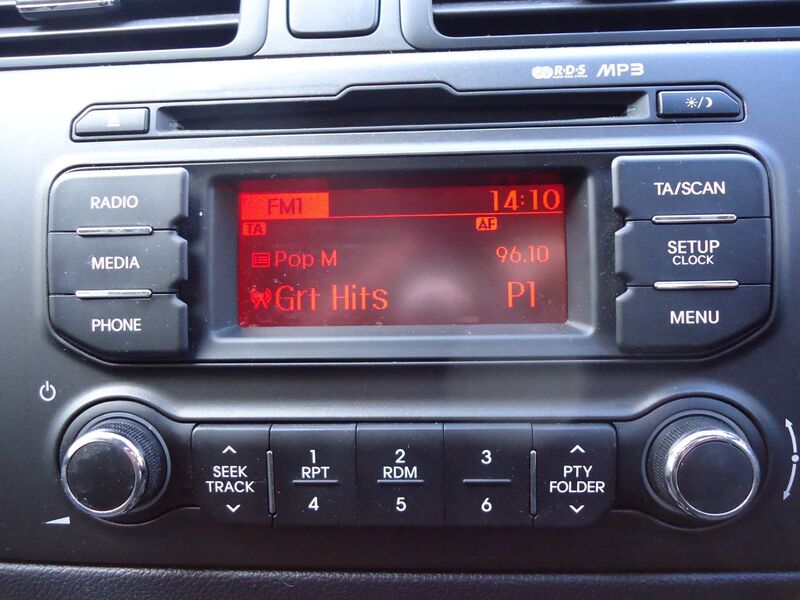 R·D·S MP3
RADIO
MEDIA
PHONE
FM1 14:10
TA AF
Pop M 96.10
Grt Hits P1
TA/SCAN
SETUP
CLOCK
MENU
SEEK
TRACK
1
RPT
4
2
RDM
5
3
6
PTY
FOLDER